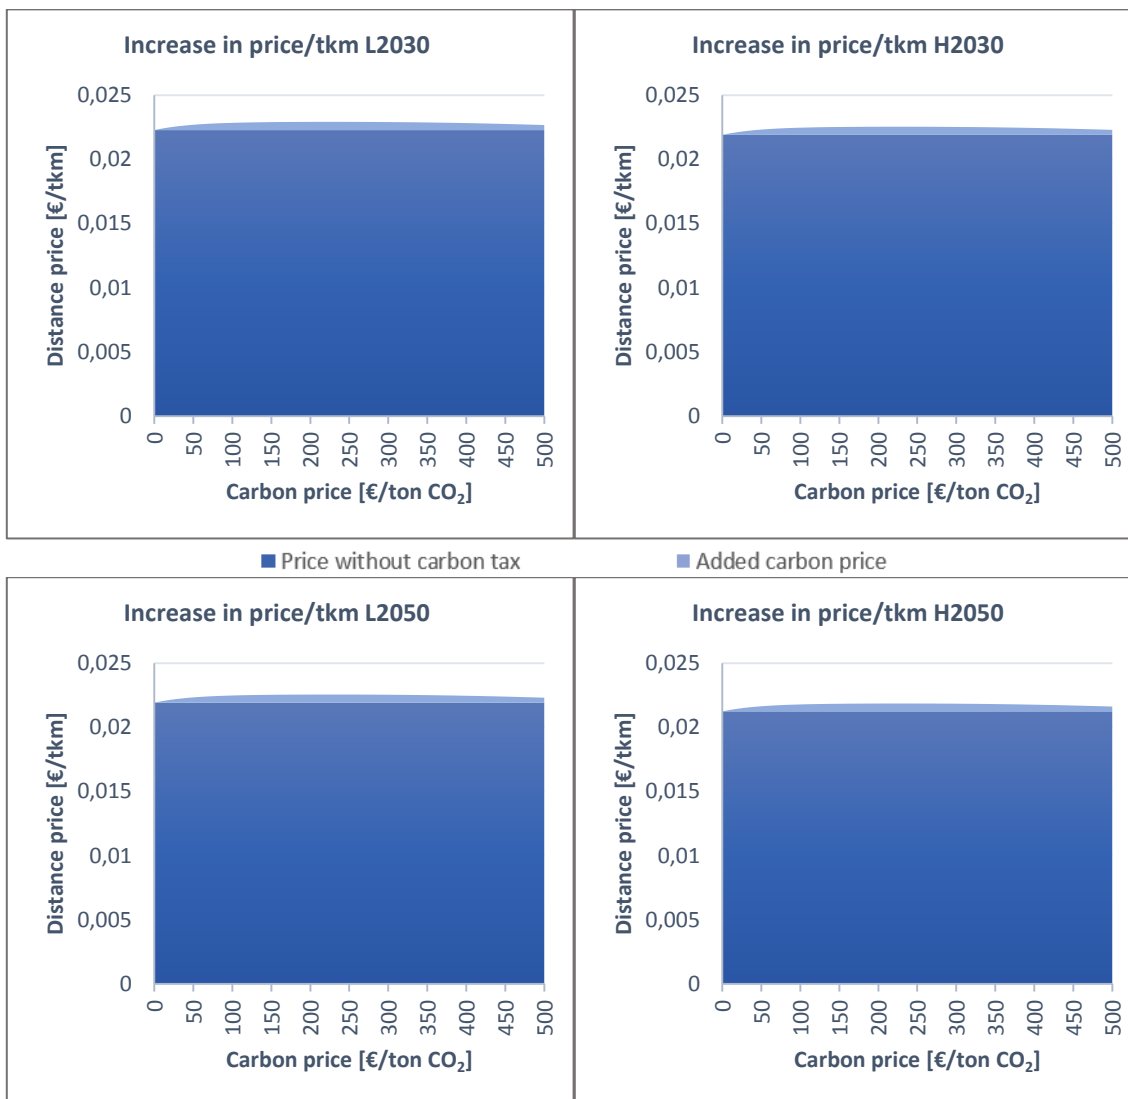 Increase in price/tkm L2030
Distance price [€/tkm]
0,025
0,02
0,015
0,01
0,005
0
0 50 100 150 200 250 300 350 400 450 500
Carbon price [€/ton CO₂]
Increase in price/tkm H2030
Distance price [€/tkm]
0,025
0,02
0,015
0,01
0,005
0
0 50 100 150 200 250 300 350 400 450 500
Carbon price [€/ton CO₂]
Price without carbon tax
Added carbon price
Increase in price/tkm L2050
Distance price [€/tkm]
0,025
0,02
0,015
0,01
0,005
0
0 50 100 150 200 250 300 350 400 450 500
Carbon price [€/ton CO₂]
Increase in price/tkm H2050
Distance price [€/tkm]
0,025
0,02
0,015
0,01
0,005
0
0 50 100 150 200 250 300 350 400 450 500
Carbon price [€/ton CO₂]